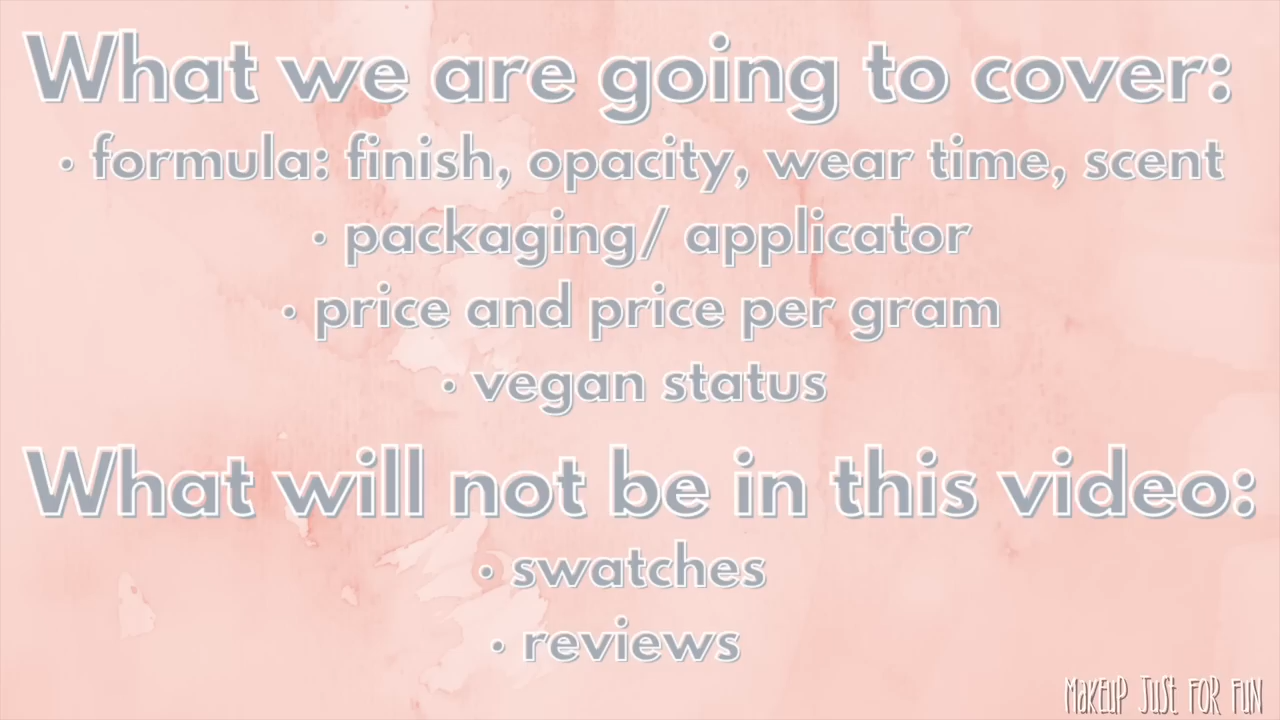 What we are going to cover:
• formula: finish, opacity, wear time, scent
• packaging/ applicator
• price and price per gram
• vegan status
What will not be in this video:
• swatches
• reviews
MAKEUP JUST FOR FUN